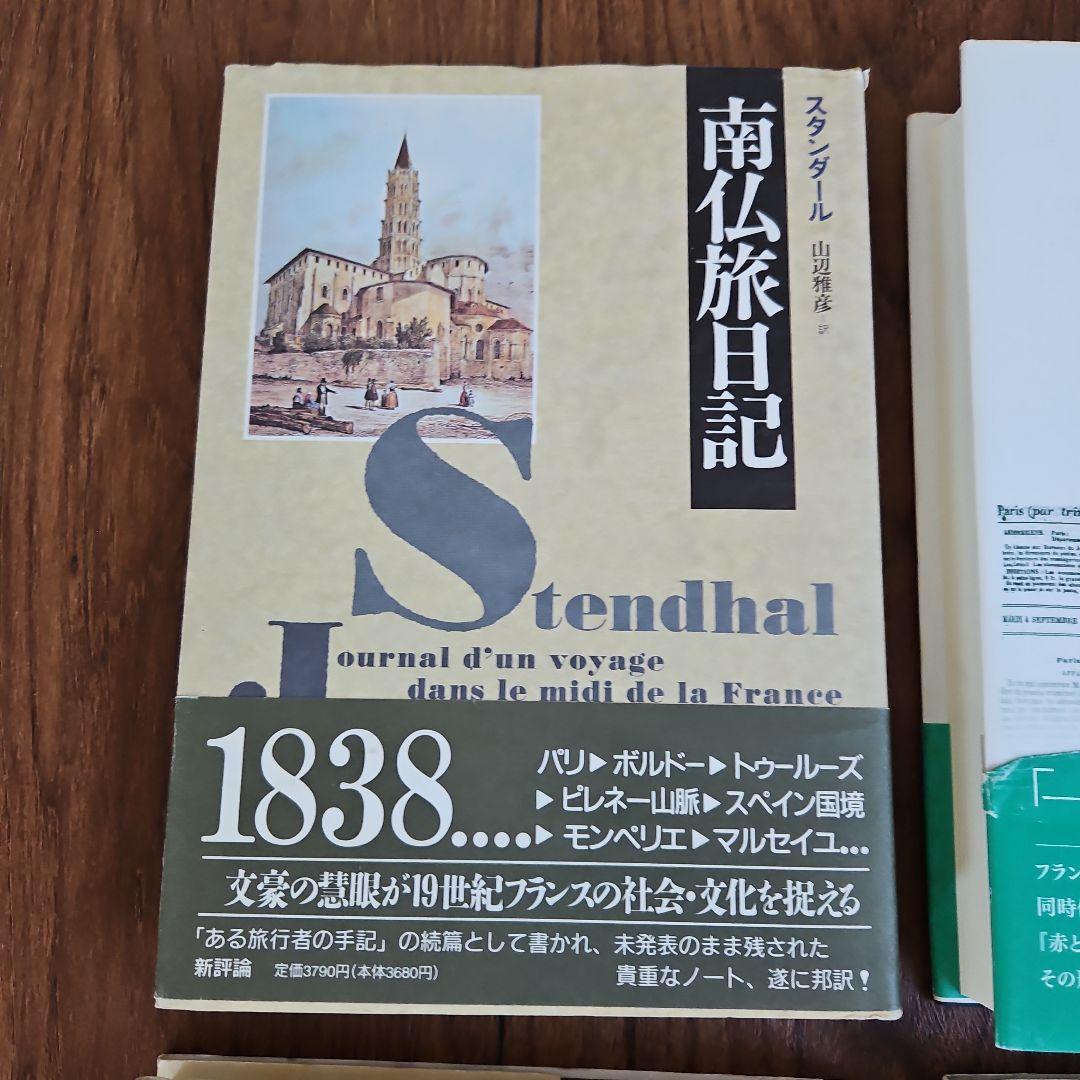 南仏旅日記
スタンダール
山辺雅彦 訳
Stendhal
Journal d'un voyage
dans le midi de la France
1838....
パリ▶ボルドー▶トゥールーズ
▶ピレネー山脈▶スペイン国境
▶モンペリエ▶マルセイユ...
文豪の慧眼が19世紀フランスの社会・文化を捉える
「ある旅行者の手記」の続篇として書かれ、未発表のまま残された
貴重なノート、遂に邦訳!
新評論 定価3790円(本体3680円)
Paris (par
MARDI 4 SEPTEMBRE
Paris
フラン
同時
『赤と
その